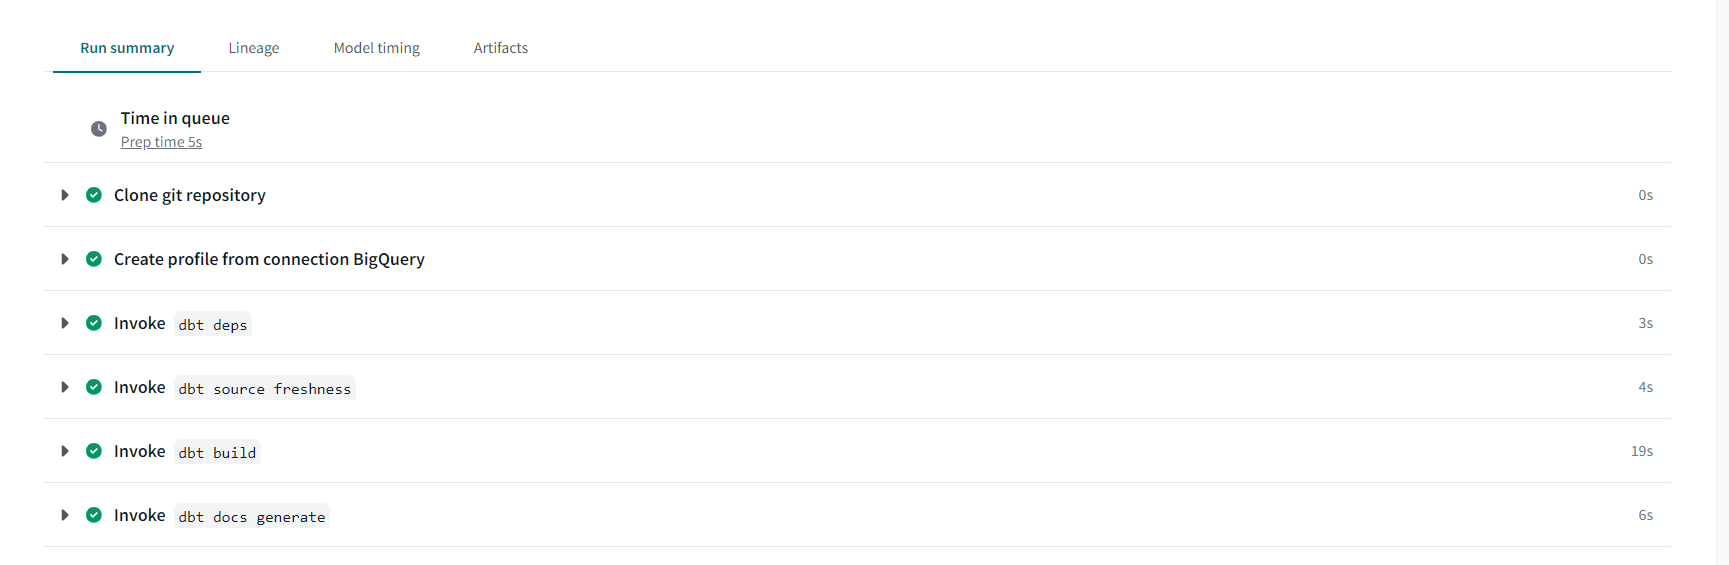 Run summary Lineage Model timing Artifacts
Time in queue
Prep time 5s
Clone git repository 0s
Create profile from connection BigQuery 0s
Invoke dbt deps 3s
Invoke dbt source freshness 4s
Invoke dbt build 19s
Invoke dbt docs generate 6s